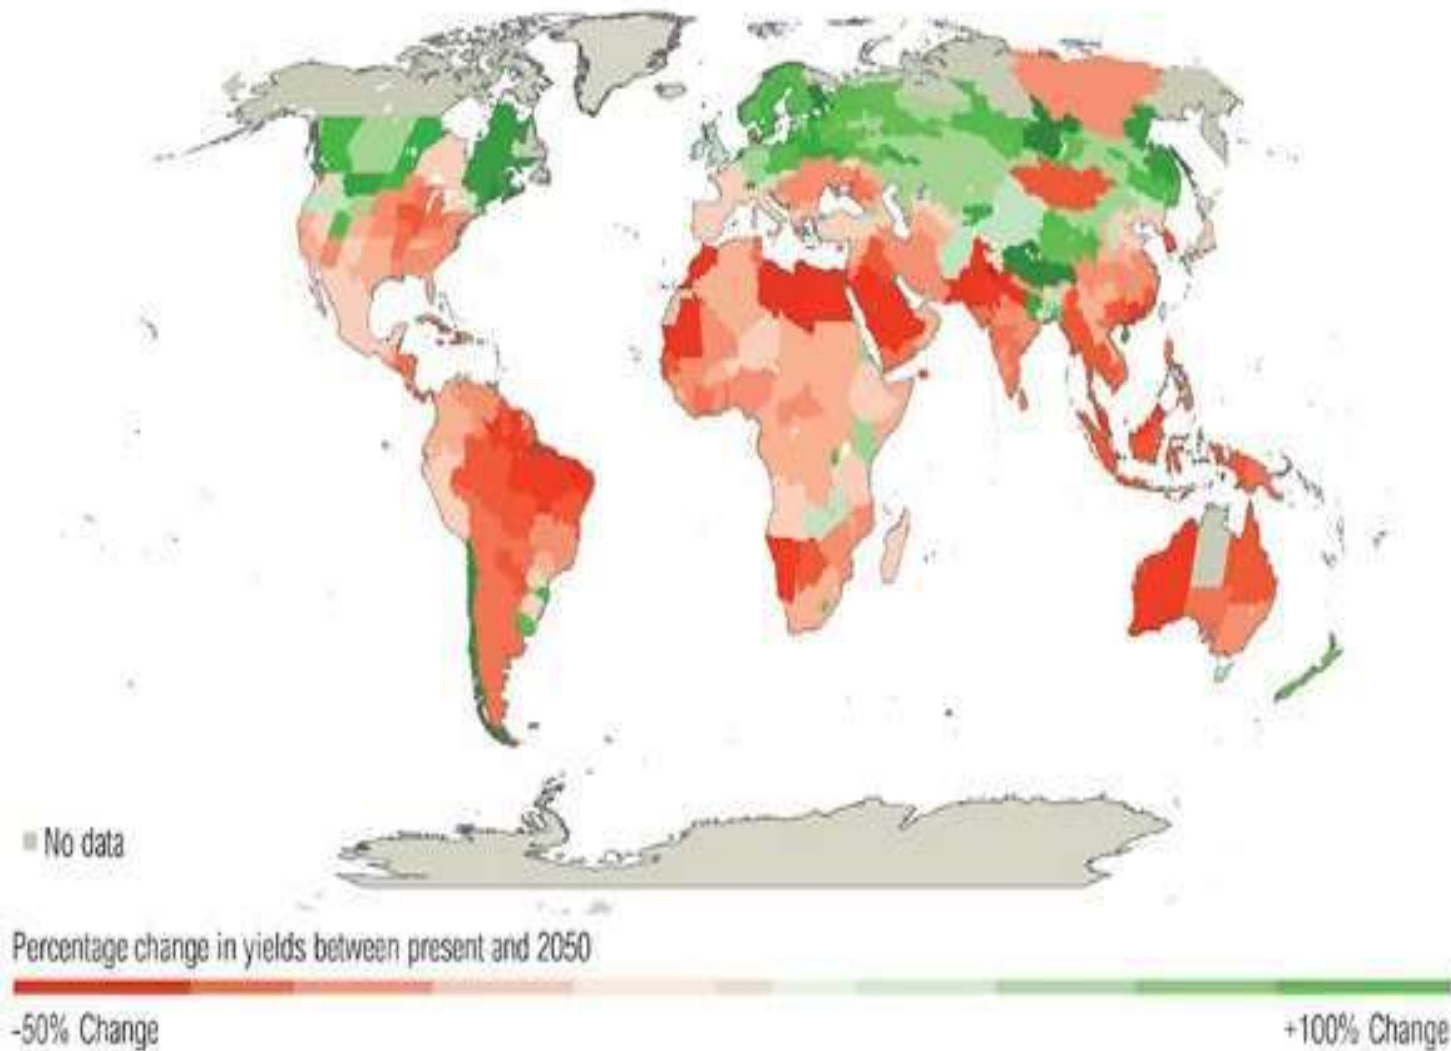 No data
Percentage change in yields between present and 2050
-50% Change
+100% Change